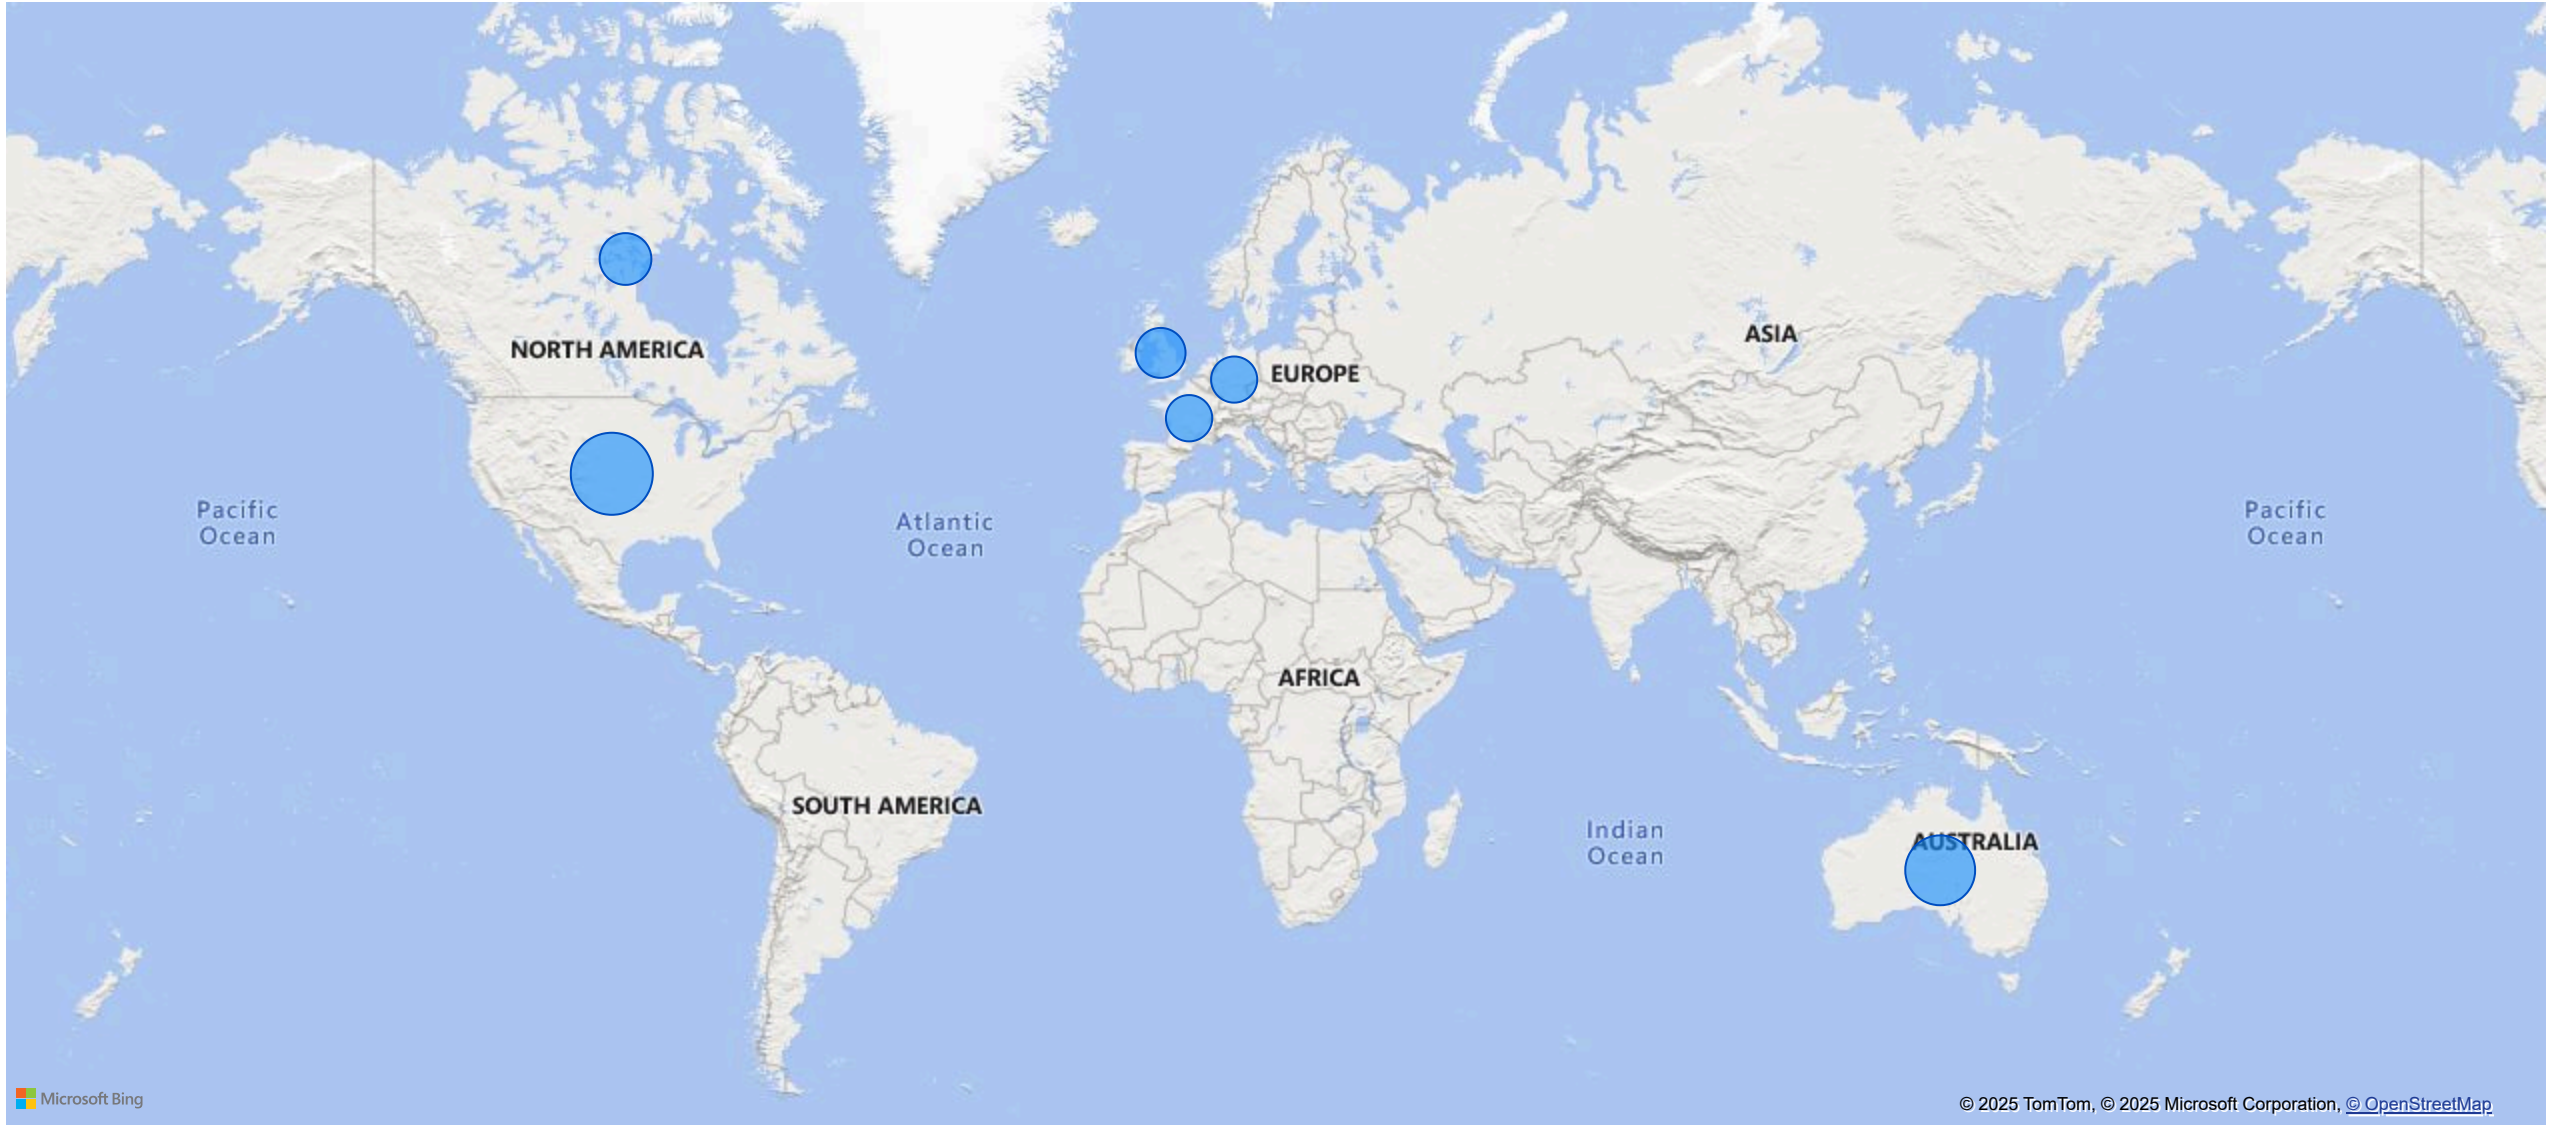 ASIA
NORTH AMERICA
EUROPE
Pacific
Ocean
Atlantic
Ocean
Pacific
Ocean
AFRICA
SOUTH AMERICA
Indian
Ocean
AUSTRALIA
Microsoft Bing
© 2025 TomTom, © 2025 Microsoft Corporation, © OpenStreetMap